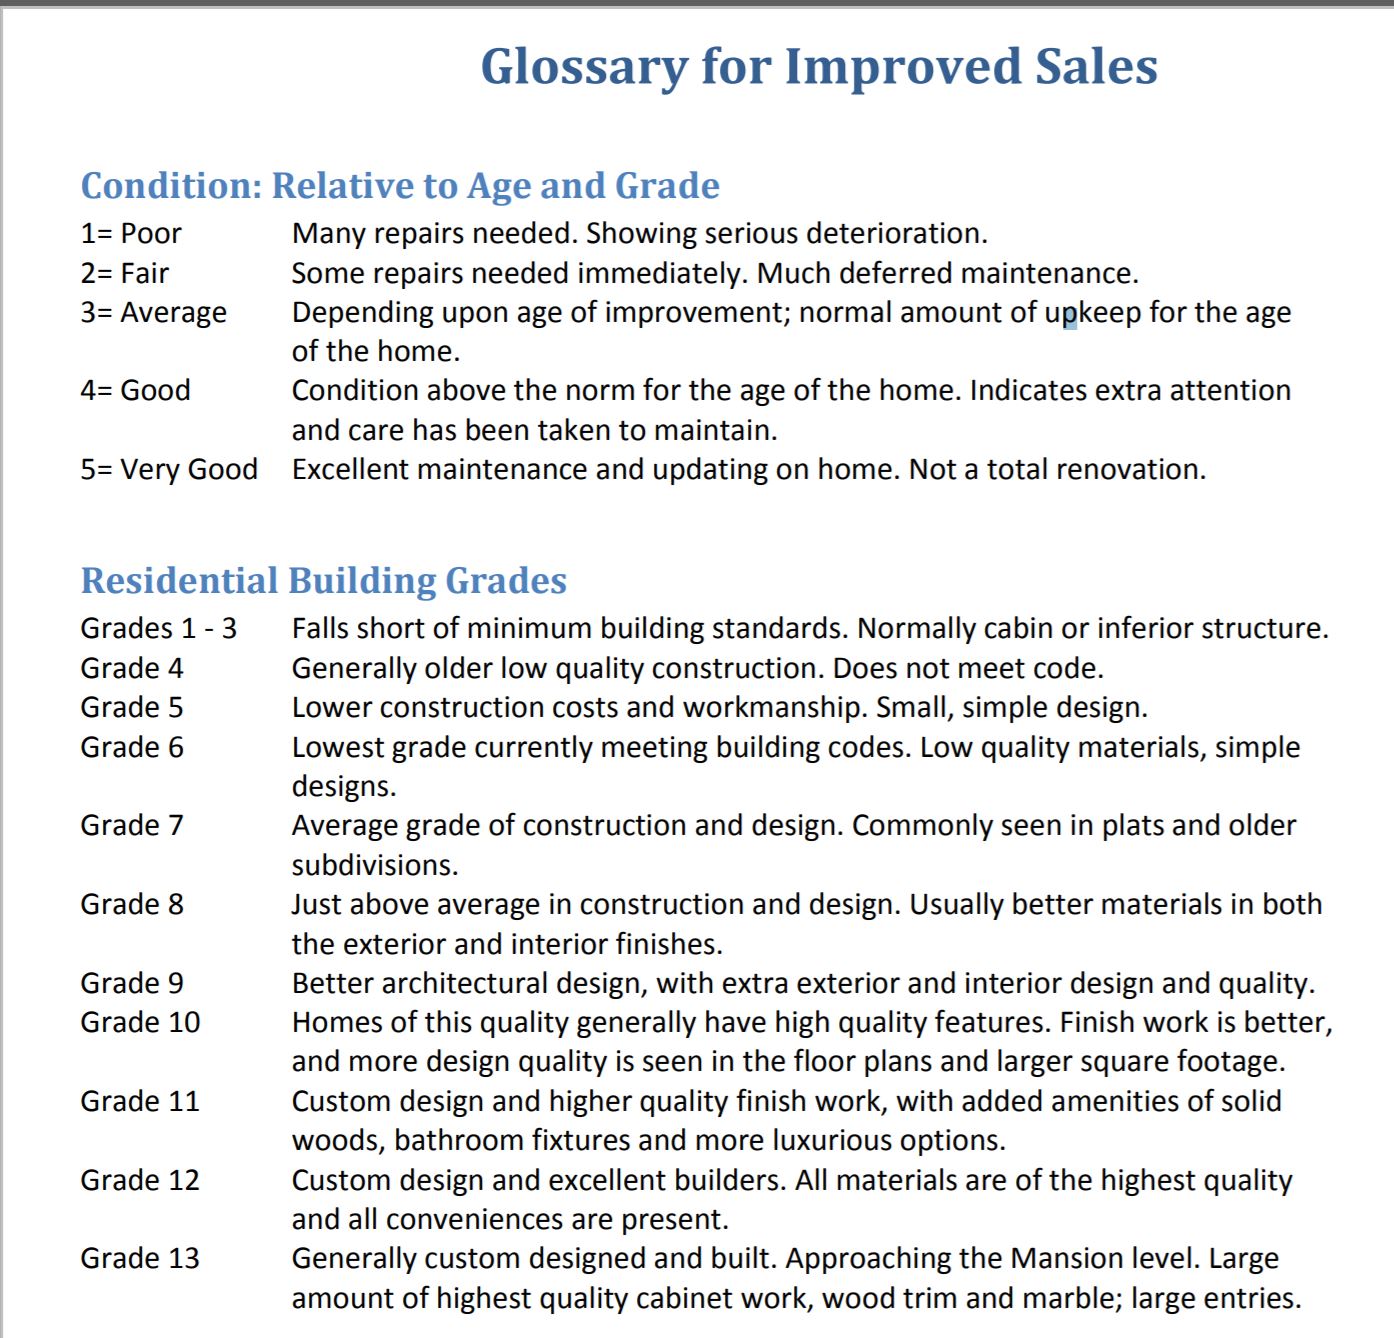 Glossary for Improved Sales
Condition: Relative to Age and Grade
1= Poor Many repairs needed. Showing serious deterioration.
2= Fair Some repairs needed immediately. Much deferred maintenance.
3= Average Depending upon age of improvement; normal amount of upkeep for the age
of the home.
4= Good Condition above the norm for the age of the home. Indicates extra attention
and care has been taken to maintain.
5= Very Good Excellent maintenance and updating on home. Not a total renovation.
Residential Building Grades
Grades 1 - 3 Falls short of minimum building standards. Normally cabin or inferior structure.
Grade 4 Generally older low quality construction. Does not meet code.
Grade 5 Lower construction costs and workmanship. Small, simple design.
Grade 6 Lowest grade currently meeting building codes. Low quality materials, simple
designs.
Grade 7 Average grade of construction and design. Commonly seen in plats and older
subdivisions.
Grade 8 Just above average in construction and design. Usually better materials in both
the exterior and interior finishes.
Grade 9 Better architectural design, with extra exterior and interior design and quality.
Grade 10 Homes of this quality generally have high quality features. Finish work is better,
and more design quality is seen in the floor plans and larger square footage.
Grade 11 Custom design and higher quality finish work, with added amenities of solid
woods, bathroom fixtures and more luxurious options.
Grade 12 Custom design and excellent builders. All materials are of the highest quality
and all conveniences are present.
Grade 13 Generally custom designed and built. Approaching the Mansion level. Large
amount of highest quality cabinet work, wood trim and marble; large entries.